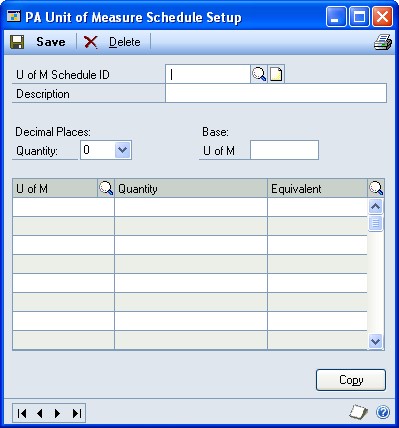 PA Unit of Measure Schedule Setup
Save Delete
U of M Schedule ID
Description
Decimal Places: Base:
Quantity: 0 U of M
U of M Quantity Equivalent
Copy